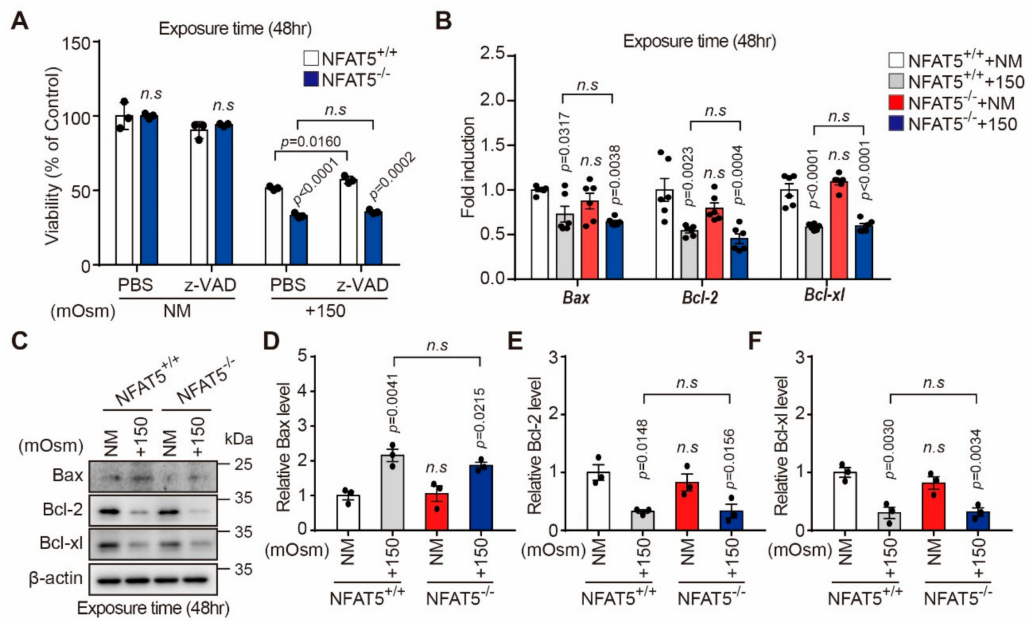 A
Exposure time (48hr)
150
100
50
0
Viability (% of Control)
NFAT5+/+
NFAT5-/-
n.s
n.s
n.s
p=0.0160
p<0.0001
p=0.0002
PBS z-VAD PBS z-VAD
(mOsm) NM +150
B
Exposure time (48hr)
2.0
1.5
1.0
0.5
0.0
Fold induction
NFAT5+/++NM
NFAT5+/++150
NFAT5-/-+NM
NFAT5-/-+150
n.s
n.s
n.s
p=0.0317
n.s
p=0.0038
p=0.0023
n.s
p=0.0004
p<0.0001
n.s
p<0.0001
Bax Bcl-2 Bcl-xl
C
NFAT5+/+ NFAT5-/-
(mOsm) NM +150 NM +150 kDa
Bax 25
Bcl-2 35
Bcl-xl 35
β-actin 35
Exposure time (48hr)
D
5
4
3
2
1
0
Relative Bax level
n.s
p=0.0041
n.s
p=0.0215
(mOsm) NM +150 NM +150
NFAT5+/+ NFAT5-/-
E
3
2
1
0
Relative Bcl-2 level
n.s
p=0.0148
n.s
p=0.0156
(mOsm) NM +150 NM +150
NFAT5+/+ NFAT5-/-
F
3
2
1
0
Relative Bcl-xl level
n.s
p=0.0030
n.s
p=0.0034
(mOsm) NM +150 NM +150
NFAT5+/+ NFAT5-/-